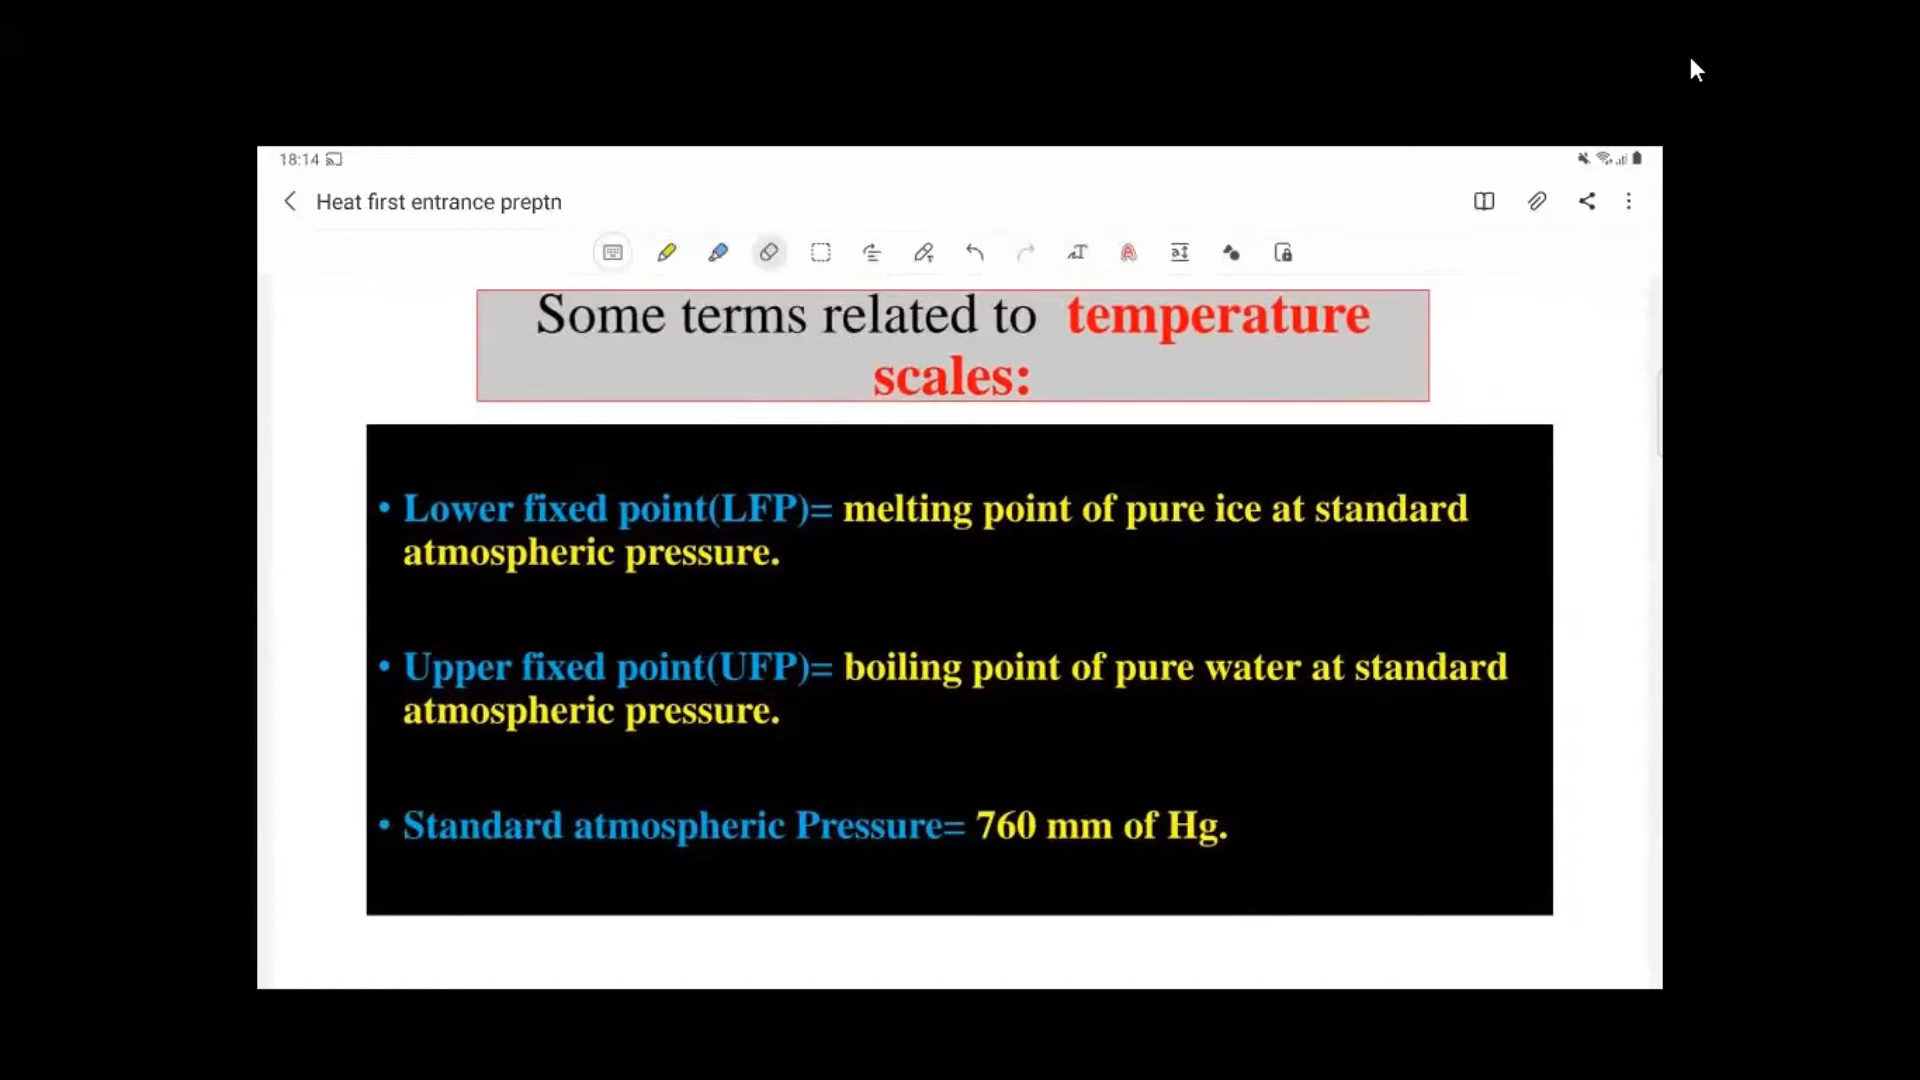 18:14
Heat first entrance preptn
Some terms related to temperature
scales:
• Lower fixed point(LFP)= melting point of pure ice at standard
atmospheric pressure.
• Upper fixed point(UFP)= boiling point of pure water at standard
atmospheric pressure.
• Standard atmospheric Pressure= 760 mm of Hg.